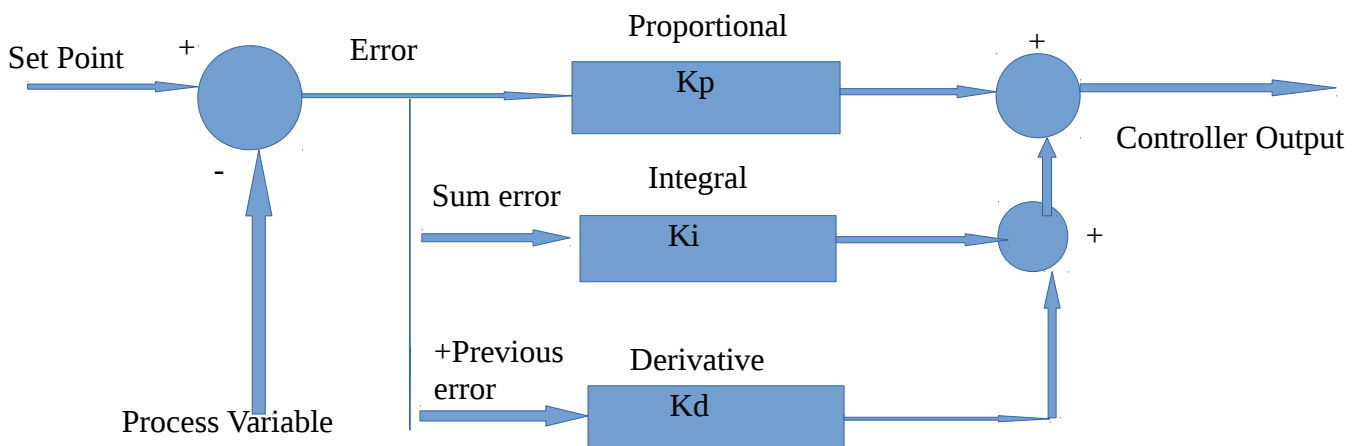 Proportional
+
+
Error
Set Point
Kp
Controller Output
-
Integral
Sum error
Ki
+
+Previous
error
Derivative
Kd
Process Variable